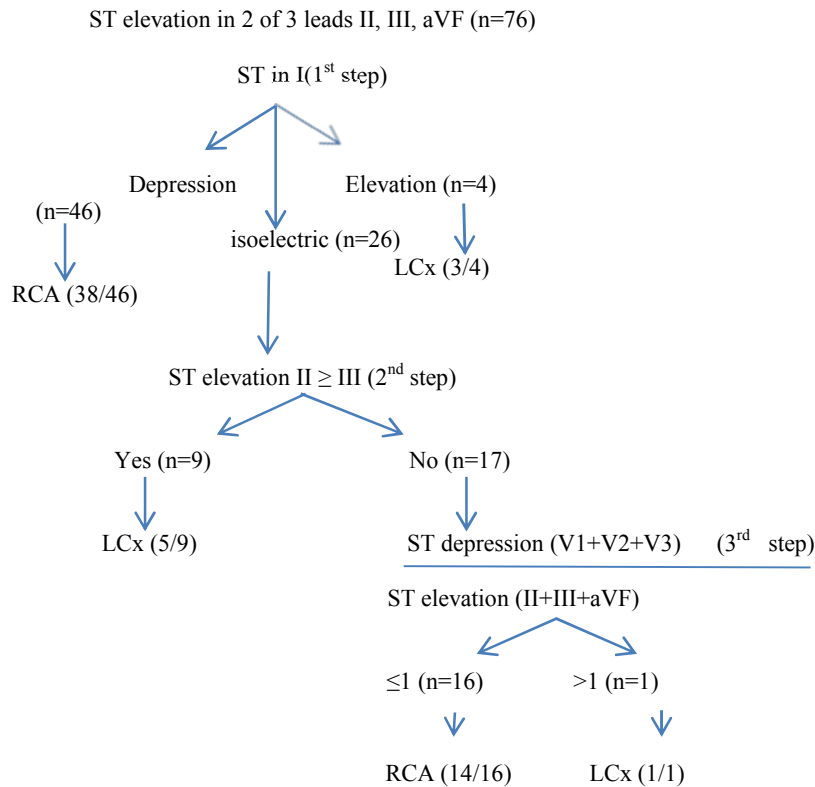 ST elevation in 2 of 3 leads II, III, aVF (n=76)
ST in I(1st step)
Depression
Elevation (n=4)
(n=46)
isoelectric (n=26)
LCx (3/4)
RCA (38/46)
ST elevation II ≥ III (2nd step)
Yes (n=9)
No (n=17)
LCx (5/9)
ST depression (V1+V2+V3) (3rd step)
ST elevation (II+III+aVF)
≤1 (n=16)
>1 (n=1)
RCA (14/16)
LCx (1/1)